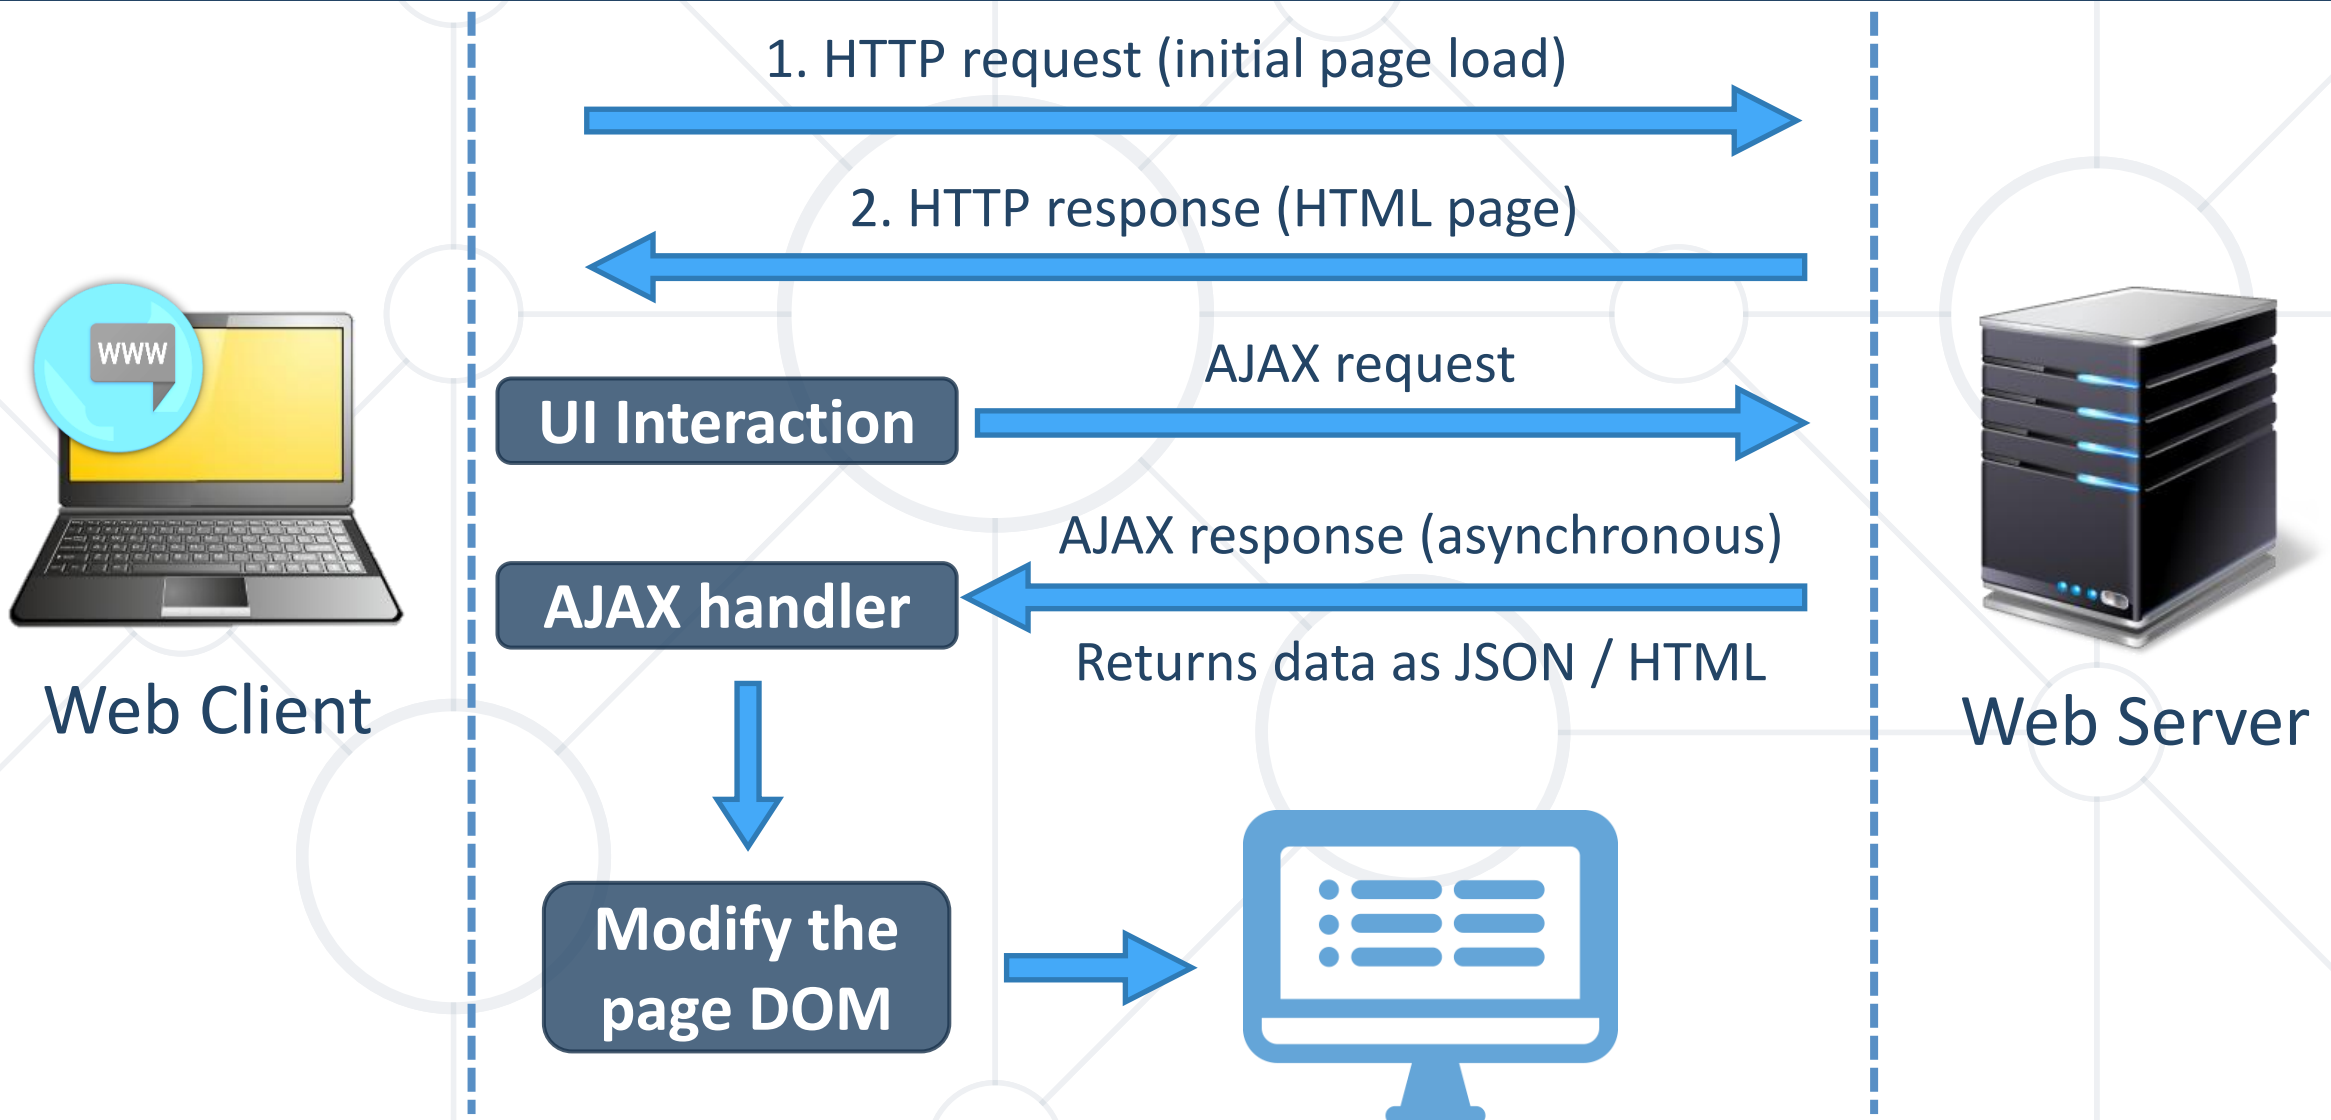 1. HTTP request (initial page load)
2. HTTP response (HTML page)
www
AJAX request
UI Interaction
AJAX response (asynchronous)
AJAX handler
Returns data as JSON / HTML
Web Client
Web Server
Modify the
page DOM